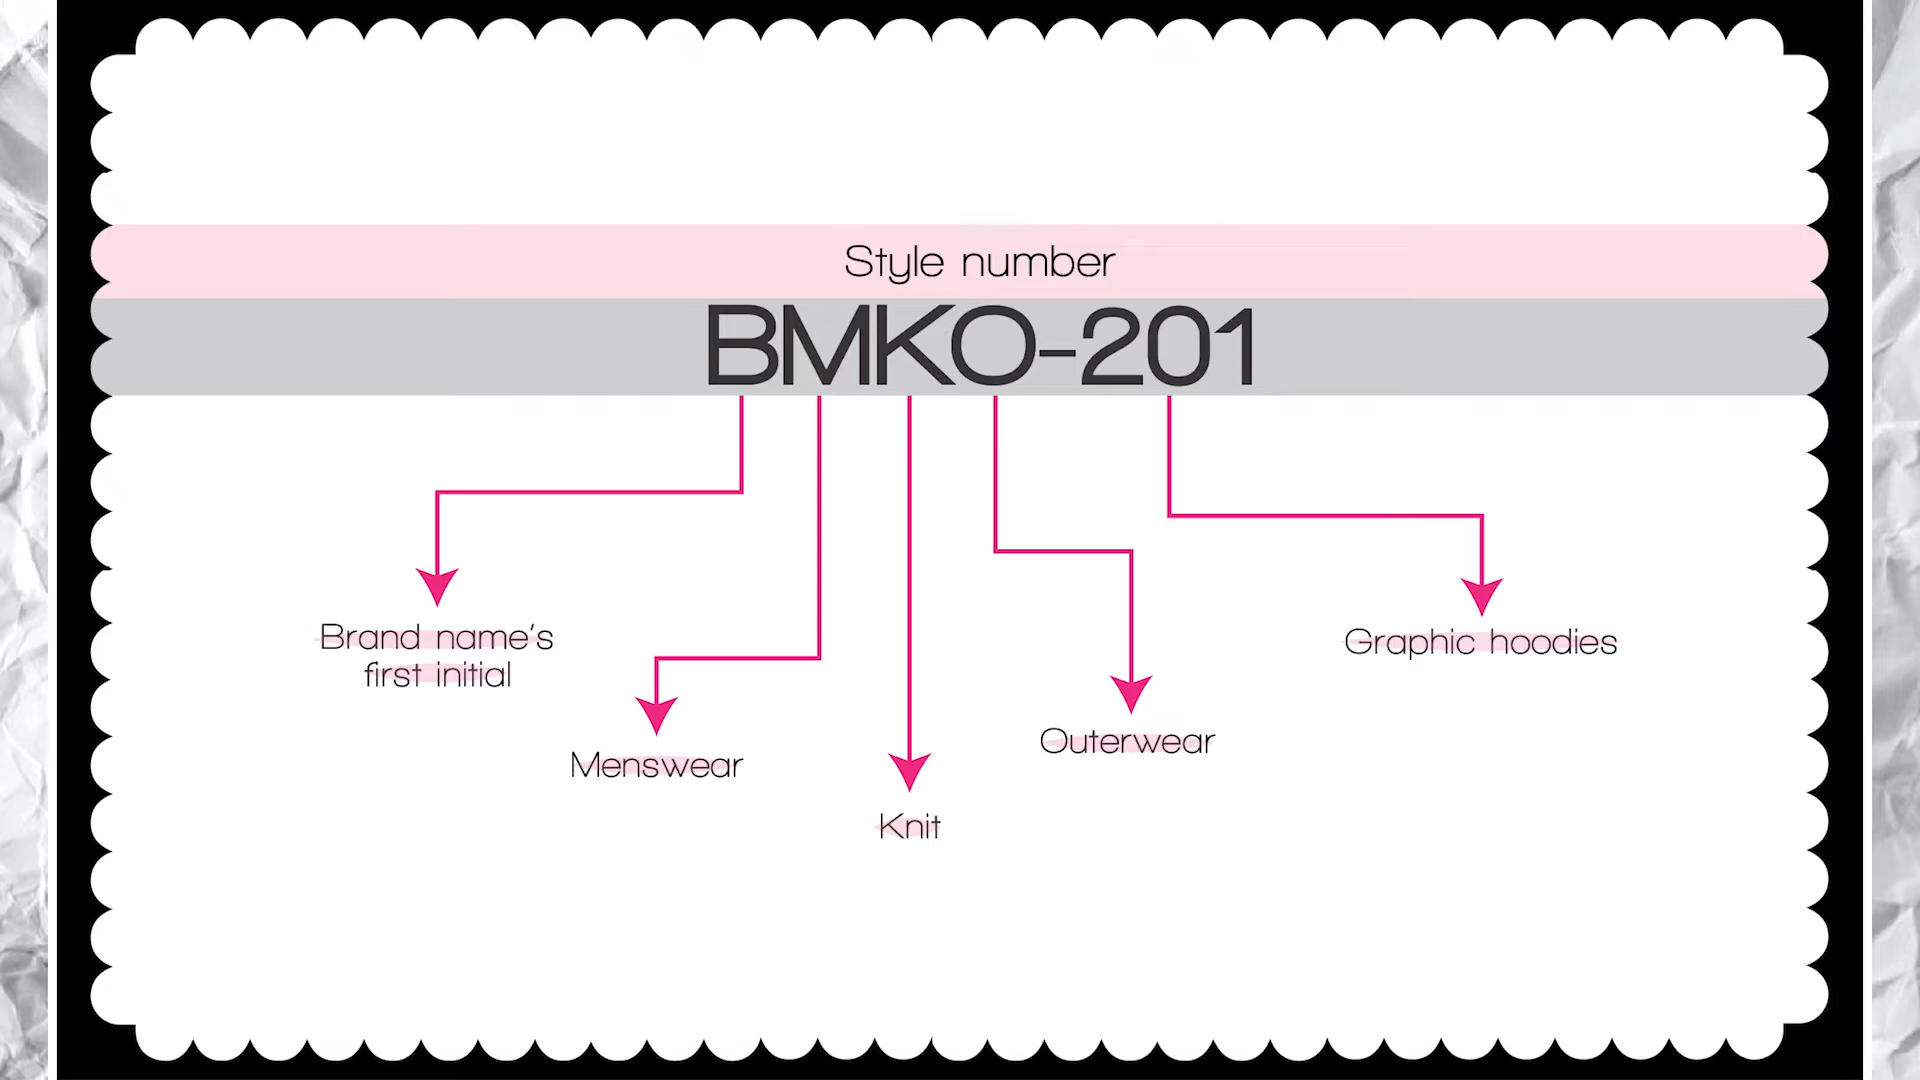 Style number
BMKO-201
Brand name's
first initial
Menswear
Knit
Outerwear
Graphic hoodies